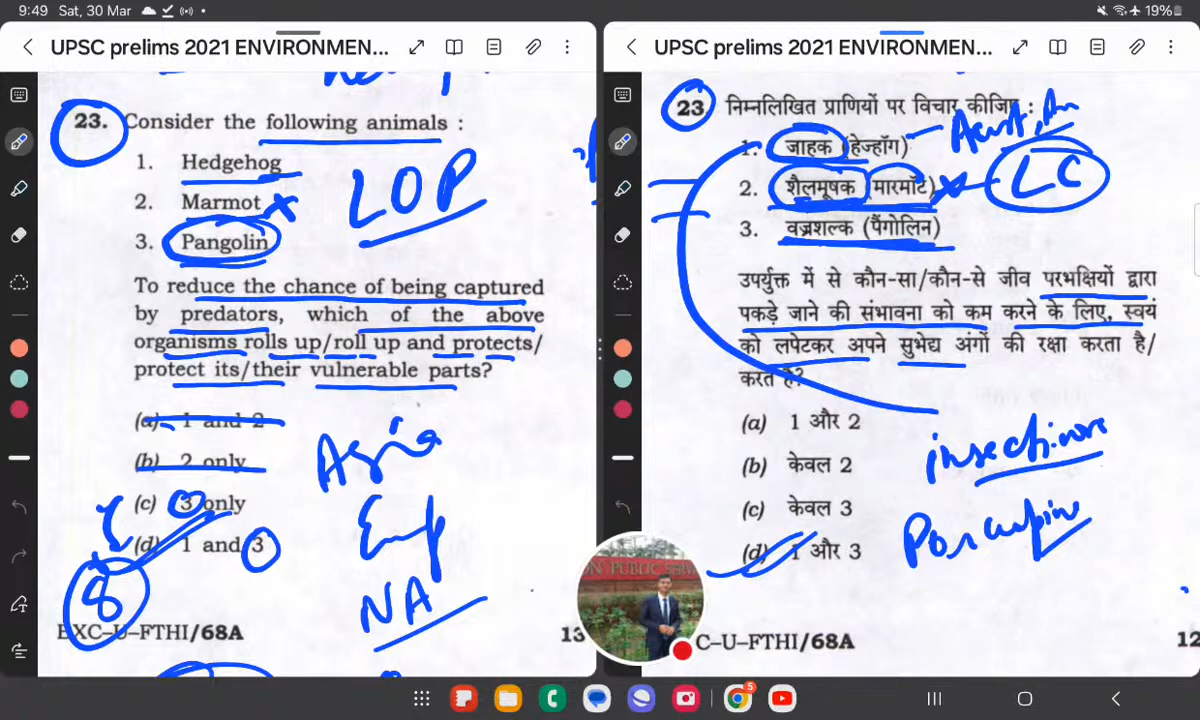 9:49 Sat, 30 Mar
19%
UPSC prelims 2021 ENVIRONMEN...
23. Consider the following animals :
1. Hedgehog
2. Marmot
3. Pangolin
LOP
To reduce the chance of being captured
by predators, which of the above
organisms rolls up/roll up and protects/
protect its/their vulnerable parts?
(a) 1 and 2
(b) 2 only
(c) 3 only
(d) 1 and 3
Asia
NA
8
EXC–U–FTHI/68A
13
UPSC prelims 2021 ENVIRONMEN...
23 निम्नलिखित प्राणियों पर विचार कीजिए :
1. जाहक (हेज्हॉग)
2. शैलमूषक (मारमॉट)
LC
3. वज्रशल्क (पैंगोलिन)
उपर्युक्त में से कौन-सा/कौन-से जीव परभक्षियों द्वारा
पकड़े जाने की संभावना को कम करने के लिए, स्वयं
को लपेटकर अपने सुभेद्य अंगों की रक्षा करता है/
करते हैं?
(a) 1 और 2
(b) केवल 2
(c) केवल 3
(d) 1 और 3
insectivore
Porcupine
ON PUBLIC SERV
C–U–FTHI/68A
12
5